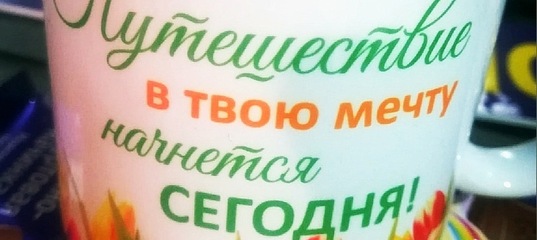 Путешествие
в твою мечту
начнется
СЕГОДНЯ!